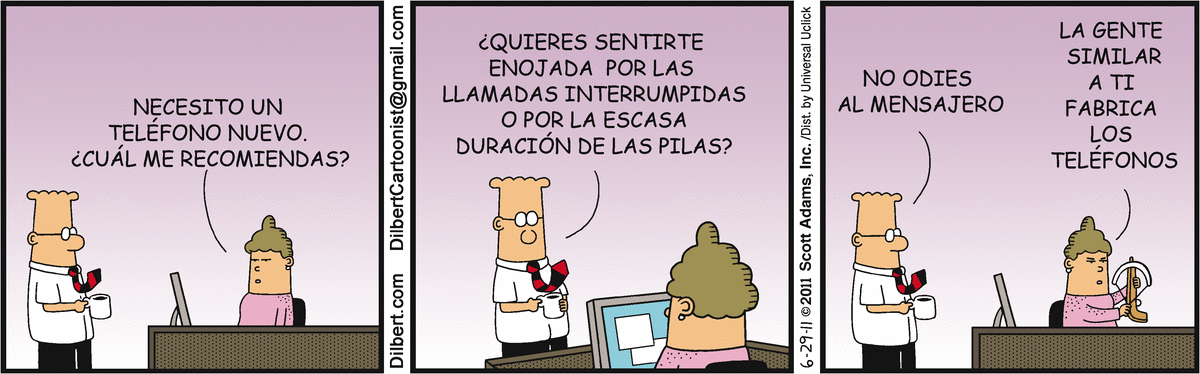 NECESITO UN
TELÉFONO NUEVO.
¿CUÁL ME RECOMIENDAS?
Dilbert.com DilbertCartoonist@gmail.com
¿QUIERES SENTIRTE
ENOJADA POR LAS
LLAMADAS INTERRUMPIDAS
O POR LA ESCASA
DURACIÓN DE LAS PILAS?
6-29-11 ©2011 Scott Adams, Inc. /Dist. by Universal Uclick
NO ODIES
AL MENSAJERO
LA GENTE
SIMILAR
A TI
FABRICA
LOS
TELÉFONOS